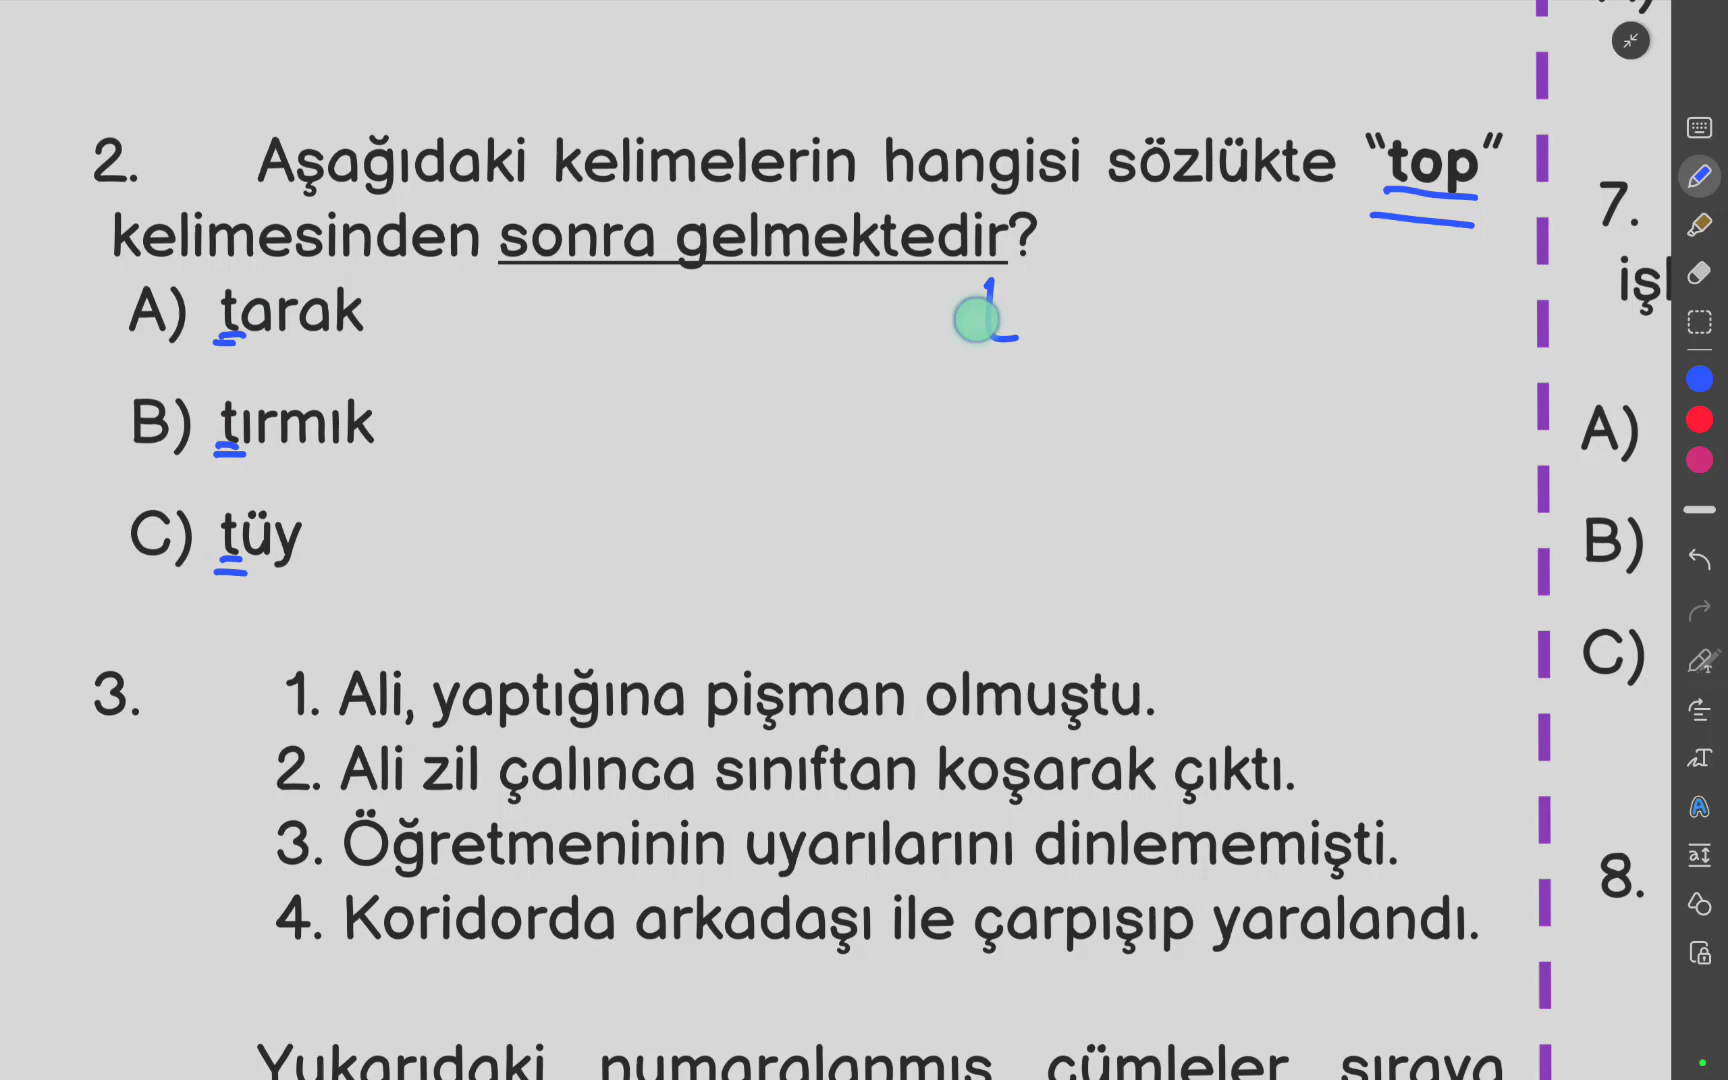 2. Aşağıdaki kelimelerin hangisi sözlükte “top”
kelimesinden sonra gelmektedir?
A) tarak
B) tırmık
C) tüy
3. 1. Ali, yaptığına pişman olmuştu.
2. Ali zil çalınca sınıftan koşarak çıktı.
3. Öğretmeninin uyarılarını dinlememişti.
4. Koridorda arkadaşı ile çarpışıp yaralandı.
Yukarıdaki numaralanmış cümleler sıraya
7.
A)
B)
C)
8.